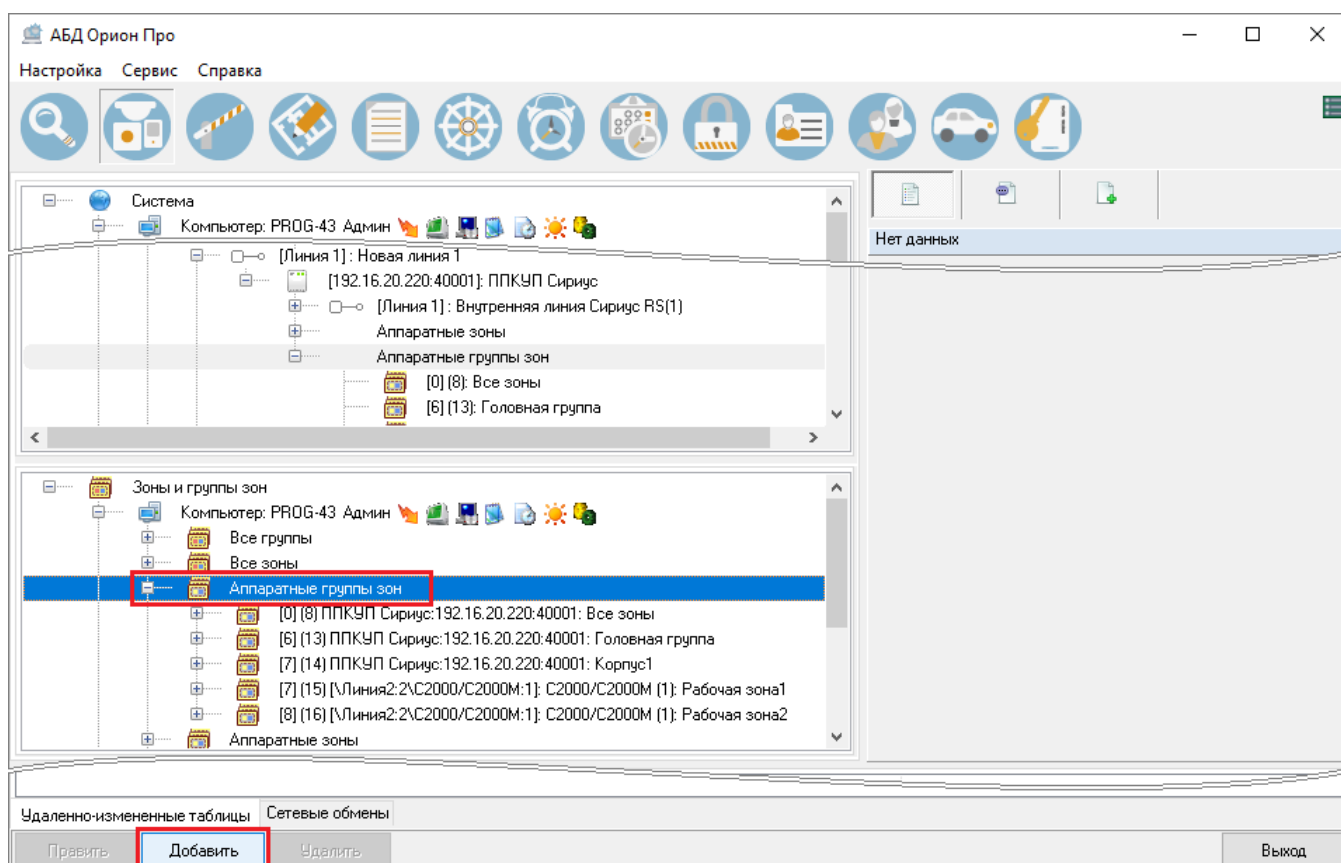 АБД Орион Про
Настройка Сервис Справка
Система
Компьютер: PROG-43 Админ
[Линия 1] : Новая линия 1
[192.16.20.220:40001]: ППКУП Сириус
[Линия 1] : Внутренняя линия Сириус RS(1)
Аппаратные зоны
Аппаратные группы зон
[0] (8): Все зоны
[6] (13): Головная группа
Нет данных
Зоны и группы зон
Компьютер: PROG-43 Админ
Все группы
Все зоны
Аппаратные группы зон
[0] (8) ППКУП Сириус:192.16.20.220:40001: Все зоны
[6] (13) ППКУП Сириус:192.16.20.220:40001: Головная группа
[7] (14) ППКУП Сириус:192.16.20.220:40001: Корпус1
[7] (15) [\Линия2:2\С2000/С2000М:1]: С2000/С2000М (1): Рабочая зона1
[8] (16) [\Линия2:2\С2000/С2000М:1]: С2000/С2000М (1): Рабочая зона2
Аппаратные зоны
Удаленно-измененные таблицы Сетевые обмены
Править Добавить Удалить Выход